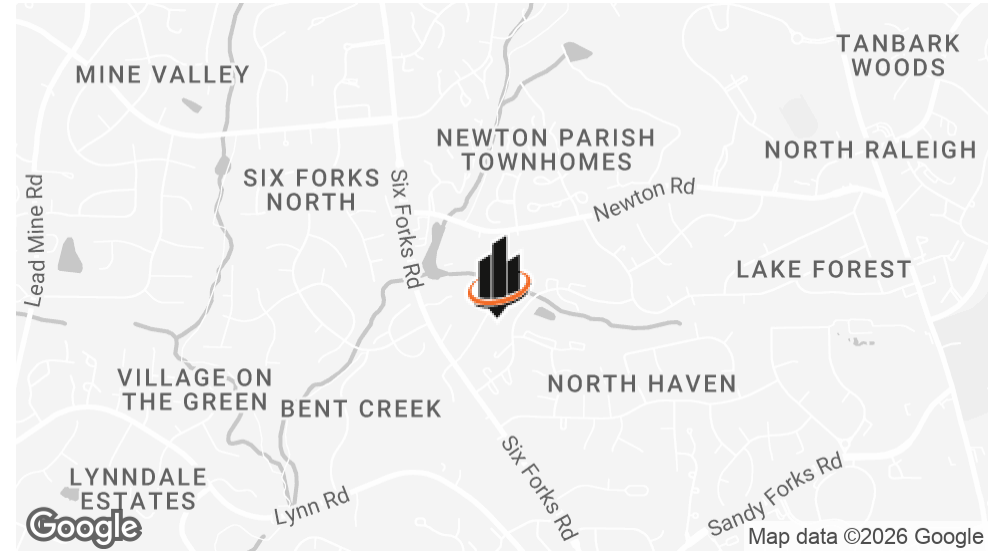 TANBARK
WOODS
MINE VALLEY
NEWTON PARISH
TOWNHOMES
NORTH RALEIGH
SIX FORKS
NORTH
Six Forks Rd
Newton Rd
Lead Mine Rd
LAKE FOREST
VILLAGE ON
THE GREEN
BENT CREEK
NORTH HAVEN
LYNNDALE
ESTATES
Lynn Rd
Six Forks Rd
Sandy Forks Rd
Google
Map data ©2026 Google